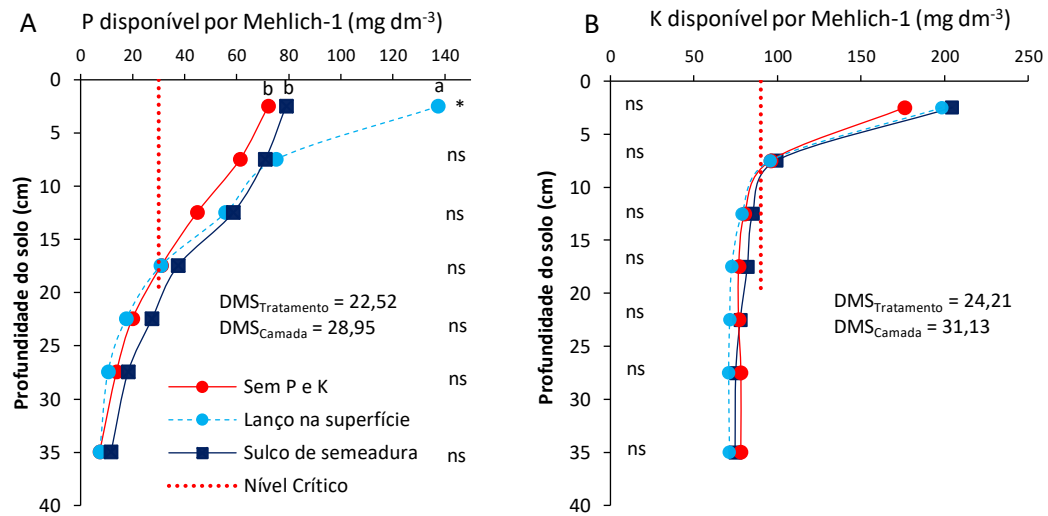 A
P disponível por Mehlich-1 (mg dm-3)
0 20 40 60 80 100 120 140
b b a
*
ns
ns
ns
ns
ns
ns
0
5
10
15
20
25
30
35
40
Profundidade do solo (cm)
DMSTratamento = 22,52
DMSCamada = 28,95
Sem P e K
Lanço na superfície
Sulco de semeadura
Nível Crítico
B
K disponível por Mehlich-1 (mg dm-3)
0 50 100 150 200 250
ns
ns
ns
ns
ns
ns
ns
0
5
10
15
20
25
30
35
40
Profundidade do solo (cm)
DMSTratamento = 24,21
DMSCamada = 31,13